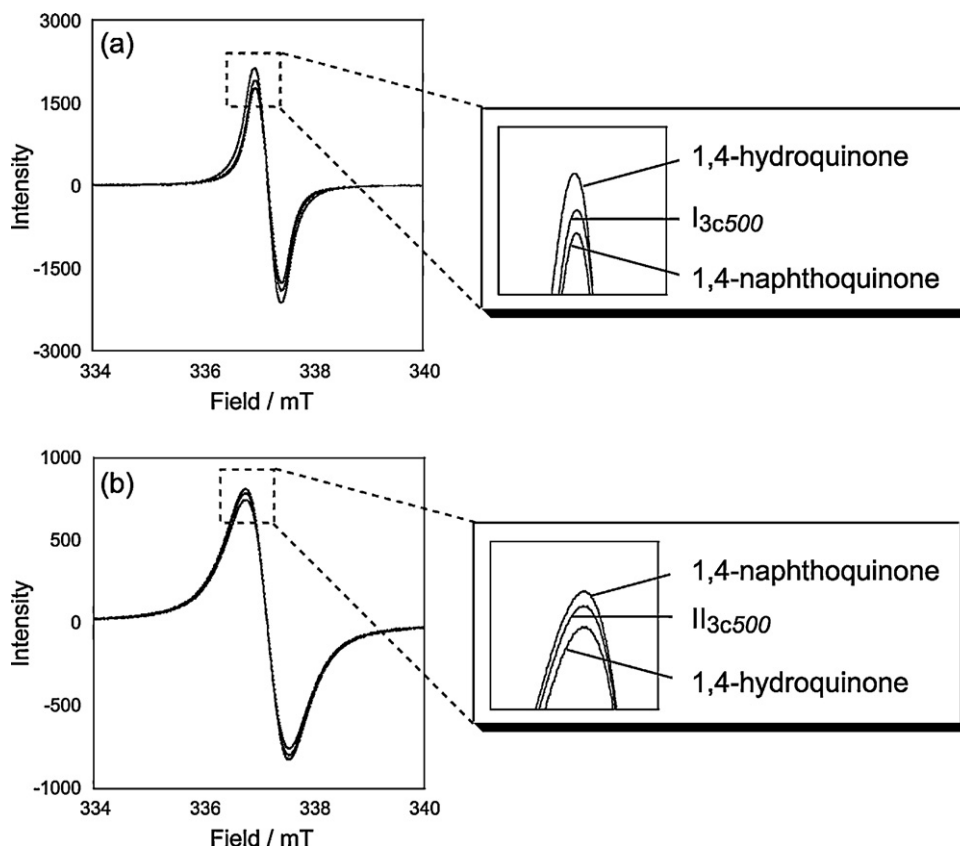 (a)
3000
1500
0
-1500
-3000
Intensity
334
336
338
340
Field / mT
1,4-hydroquinone
I3c500
1,4-naphthoquinone
(b)
1000
500
0
-500
-1000
Intensity
334
336
338
340
Field / mT
1,4-naphthoquinone
II3c500
1,4-hydroquinone